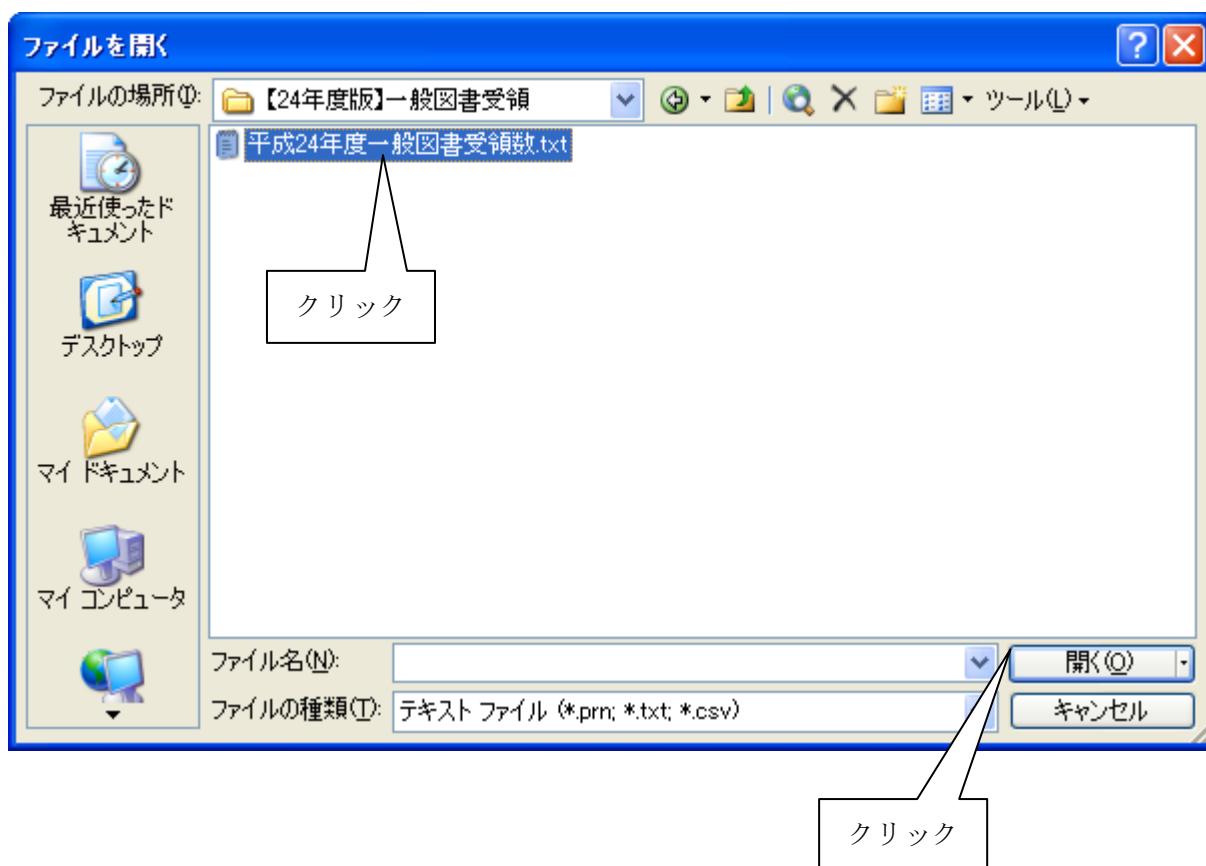 ファイルを開く
ファイルの場所(I):
【24年度版】一般図書受領
ツール(L)
平成24年度一般図書受領数.txt
最近使ったド
キュメント
デスクトップ
マイ ドキュメント
マイ コンピュータ
クリック
ファイル名(N):
開く(O)
ファイルの種類(T):
テキスト ファイル (*.prn; *.txt; *.csv)
キャンセル
クリック